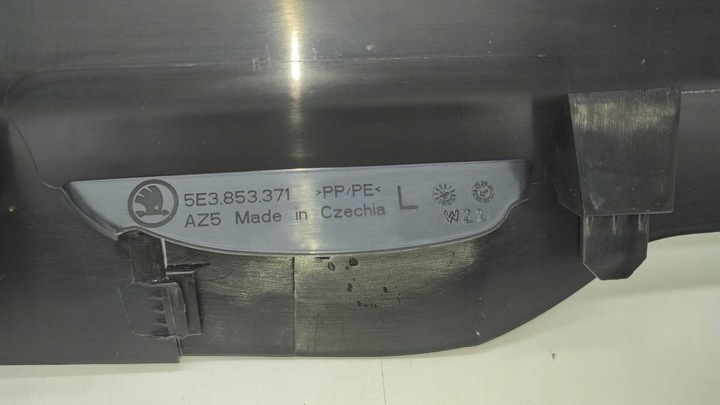 5E3.853.371 >PP/PE< L
AZ5 Made in Czechia